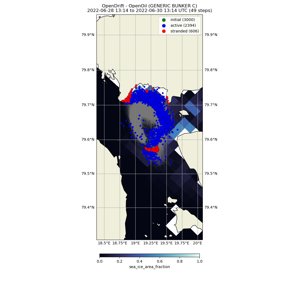 OpenDrift - OpenOil (GENERIC BUNKER C)
2022-06-28 13:14 to 2022-06-30 13:14 UTC (49 steps)
initial (3000)
active (2394)
stranded (606)
79.9°N 79.9°N
79.8°N 79.8°N
79.7°N 79.7°N
79.6°N 79.6°N
79.5°N 79.5°N
79.4°N 79.4°N
18.5°E 18.75°E 19°E 19.25°E 19.5°E 19.75°E 20°E
0.0 0.2 0.4 0.6 0.8 1.0
sea_ice_area_fraction